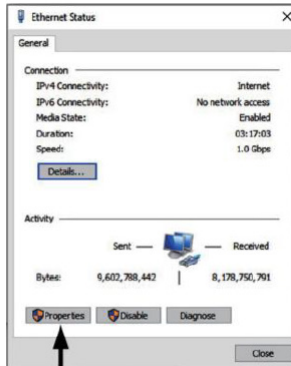 Ethernet Status
General
Connection
IPv4 Connectivity: Internet
IPv6 Connectivity: No network access
Media State: Enabled
Duration: 03:17:03
Speed: 1.0 Gbps
Details...
Activity
Sent — — Received
Bytes: 9,602,788,442 | 8,178,750,791
Properties Disable Diagnose
Close